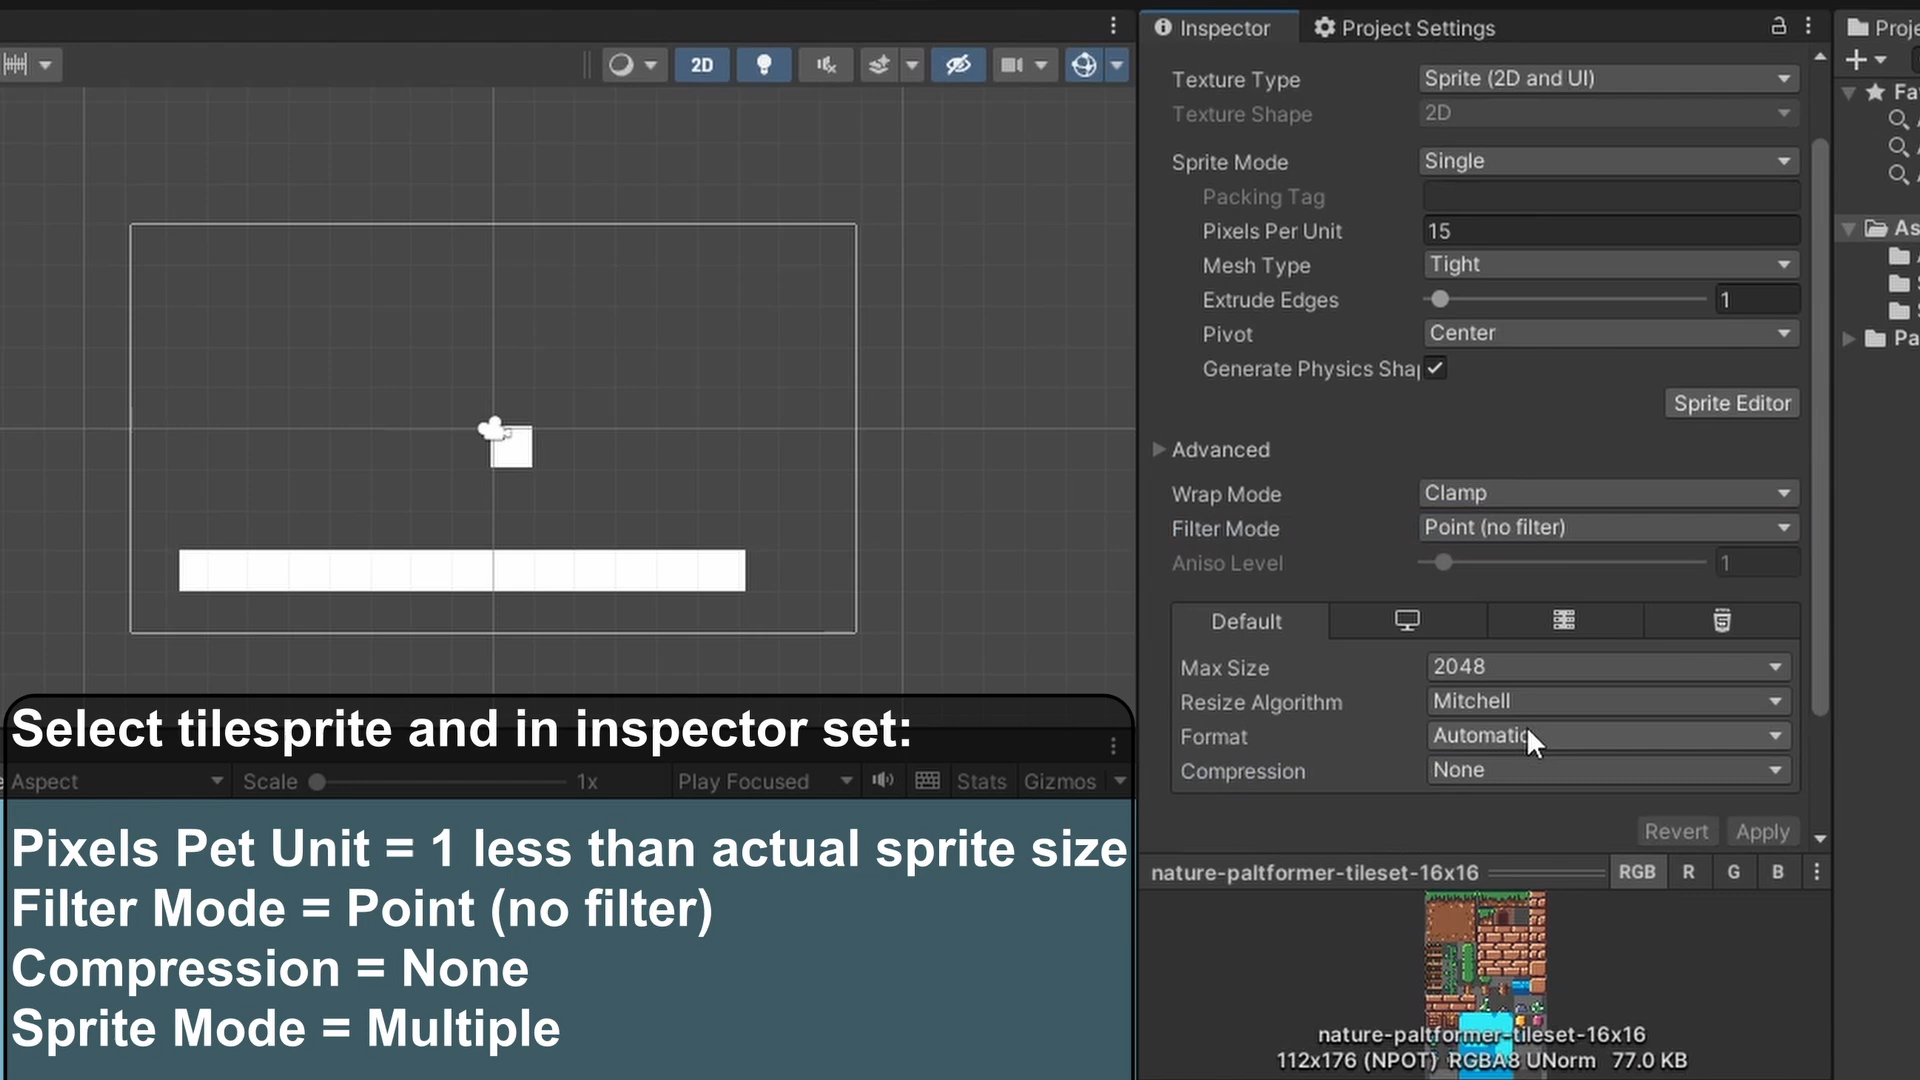 Inspector
Project Settings
Proje
2D
Texture Type
Sprite (2D and UI)
Texture Shape
2D
Fa
Sprite Mode
Single
Packing Tag
Pixels Per Unit
15
As
Mesh Type
Tight
Extrude Edges
1
Pivot
Center
Pa
Generate Physics Shap
Sprite Editor
Advanced
Wrap Mode
Clamp
Filter Mode
Point (no filter)
Aniso Level
1
Default
Max Size
2048
Resize Algorithm
Mitchell
Format
Automatic
Compression
None
Revert
Apply
Select tilesprite and in inspector set:
Aspect
Scale
1x
Play Focused
Stats
Gizmos
Pixels Pet Unit = 1 less than actual sprite size
Filter Mode = Point (no filter)
Compression = None
Sprite Mode = Multiple
nature-paltformer-tileset-16x16
RGB
R
G
B
nature-paltformer-tileset-16x16
112x176 (NPOT) RGBA8 UNorm 77.0 KB